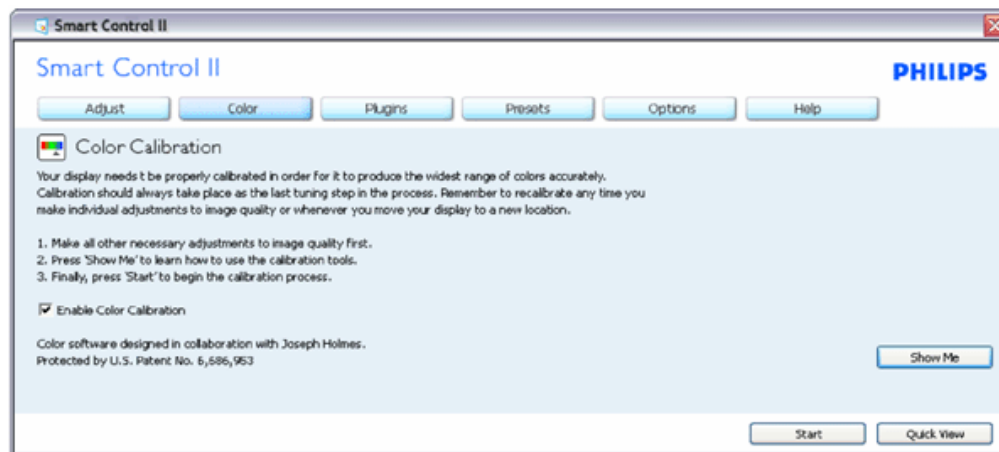 Smart Control II
Smart Control II
PHILIPS
Adjust Color Plugins Presets Options Help
Color Calibration
Your display needs t be properly calibrated in order for it to produce the widest range of colors accurately.
Calibration should always take place as the last tuning step in the process. Remember to recalibrate any time you
make individual adjustments to image quality or whenever you move your display to a new location.
1. Make all other necessary adjustments to image quality first.
2. Press 'Show Me' to learn how to use the calibration tools.
3. Finally, press 'Start' to begin the calibration process.
Enable Color Calibration
Color software designed in collaboration with Joseph Holmes.
Protected by U.S. Patent No. 6,686,953
Show Me
Start Quick View